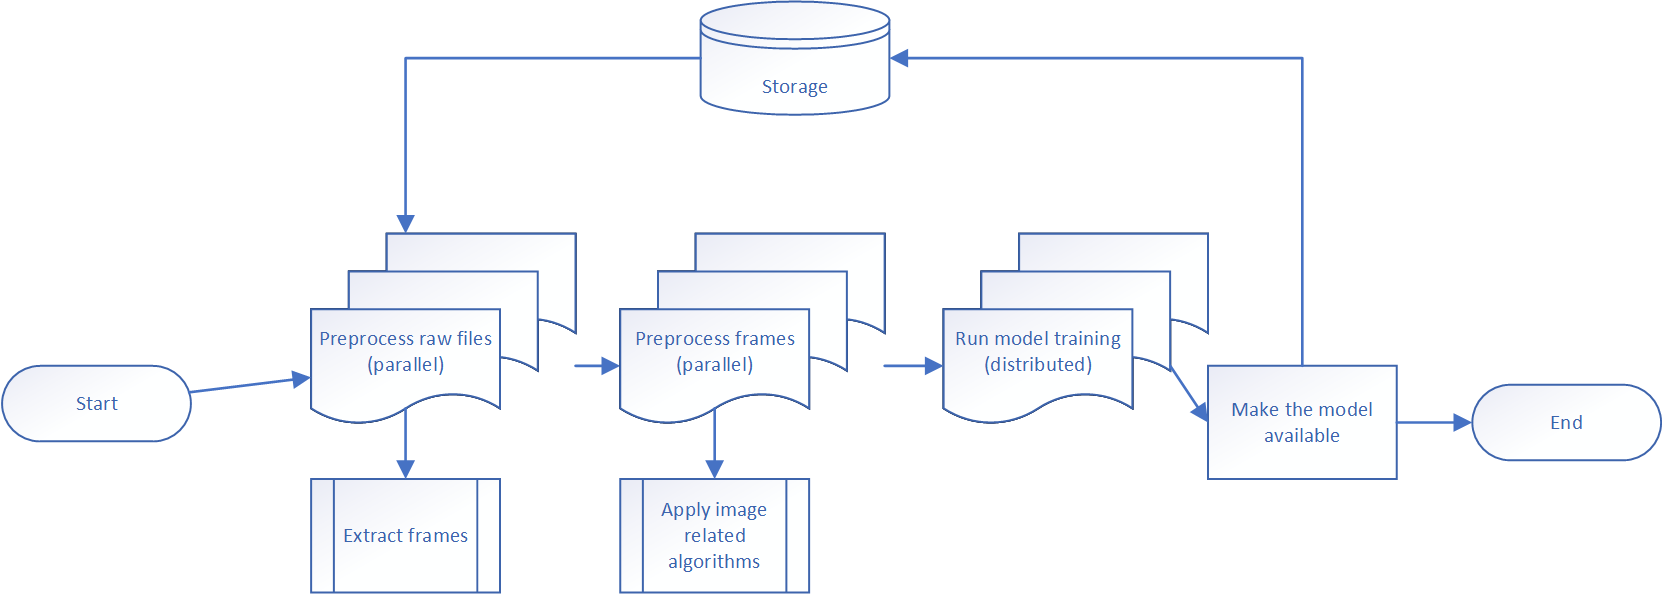 Storage
Start
Preprocess raw files
(parallel)
Preprocess frames
(parallel)
Run model training
(distributed)
Make the model
available
End
Extract frames
Apply image
related
algorithms